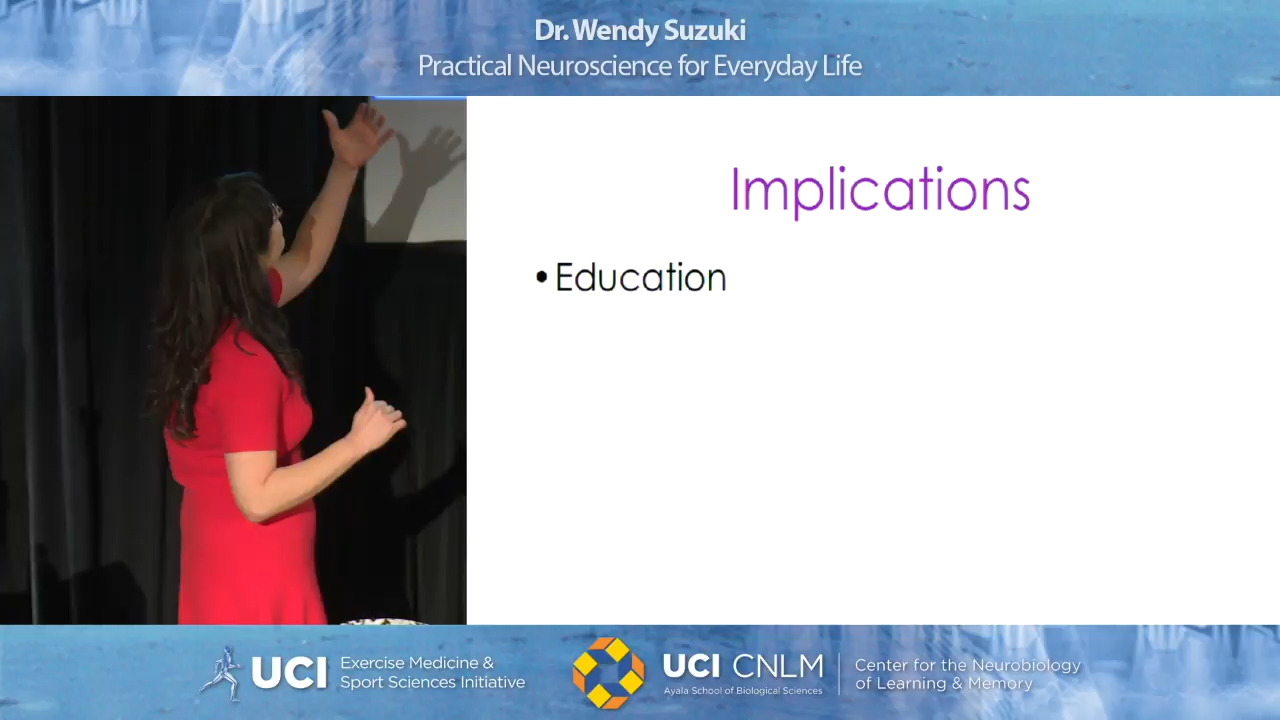 Dr. Wendy Suzuki
Practical Neuroscience for Everyday Life
Implications
• Education
UCI Exercise Medicine &
Sport Sciences Initiative
UCI CNLM
Ayala School of Biological Sciences
Center for the Neurobiology
of Learning & Memory